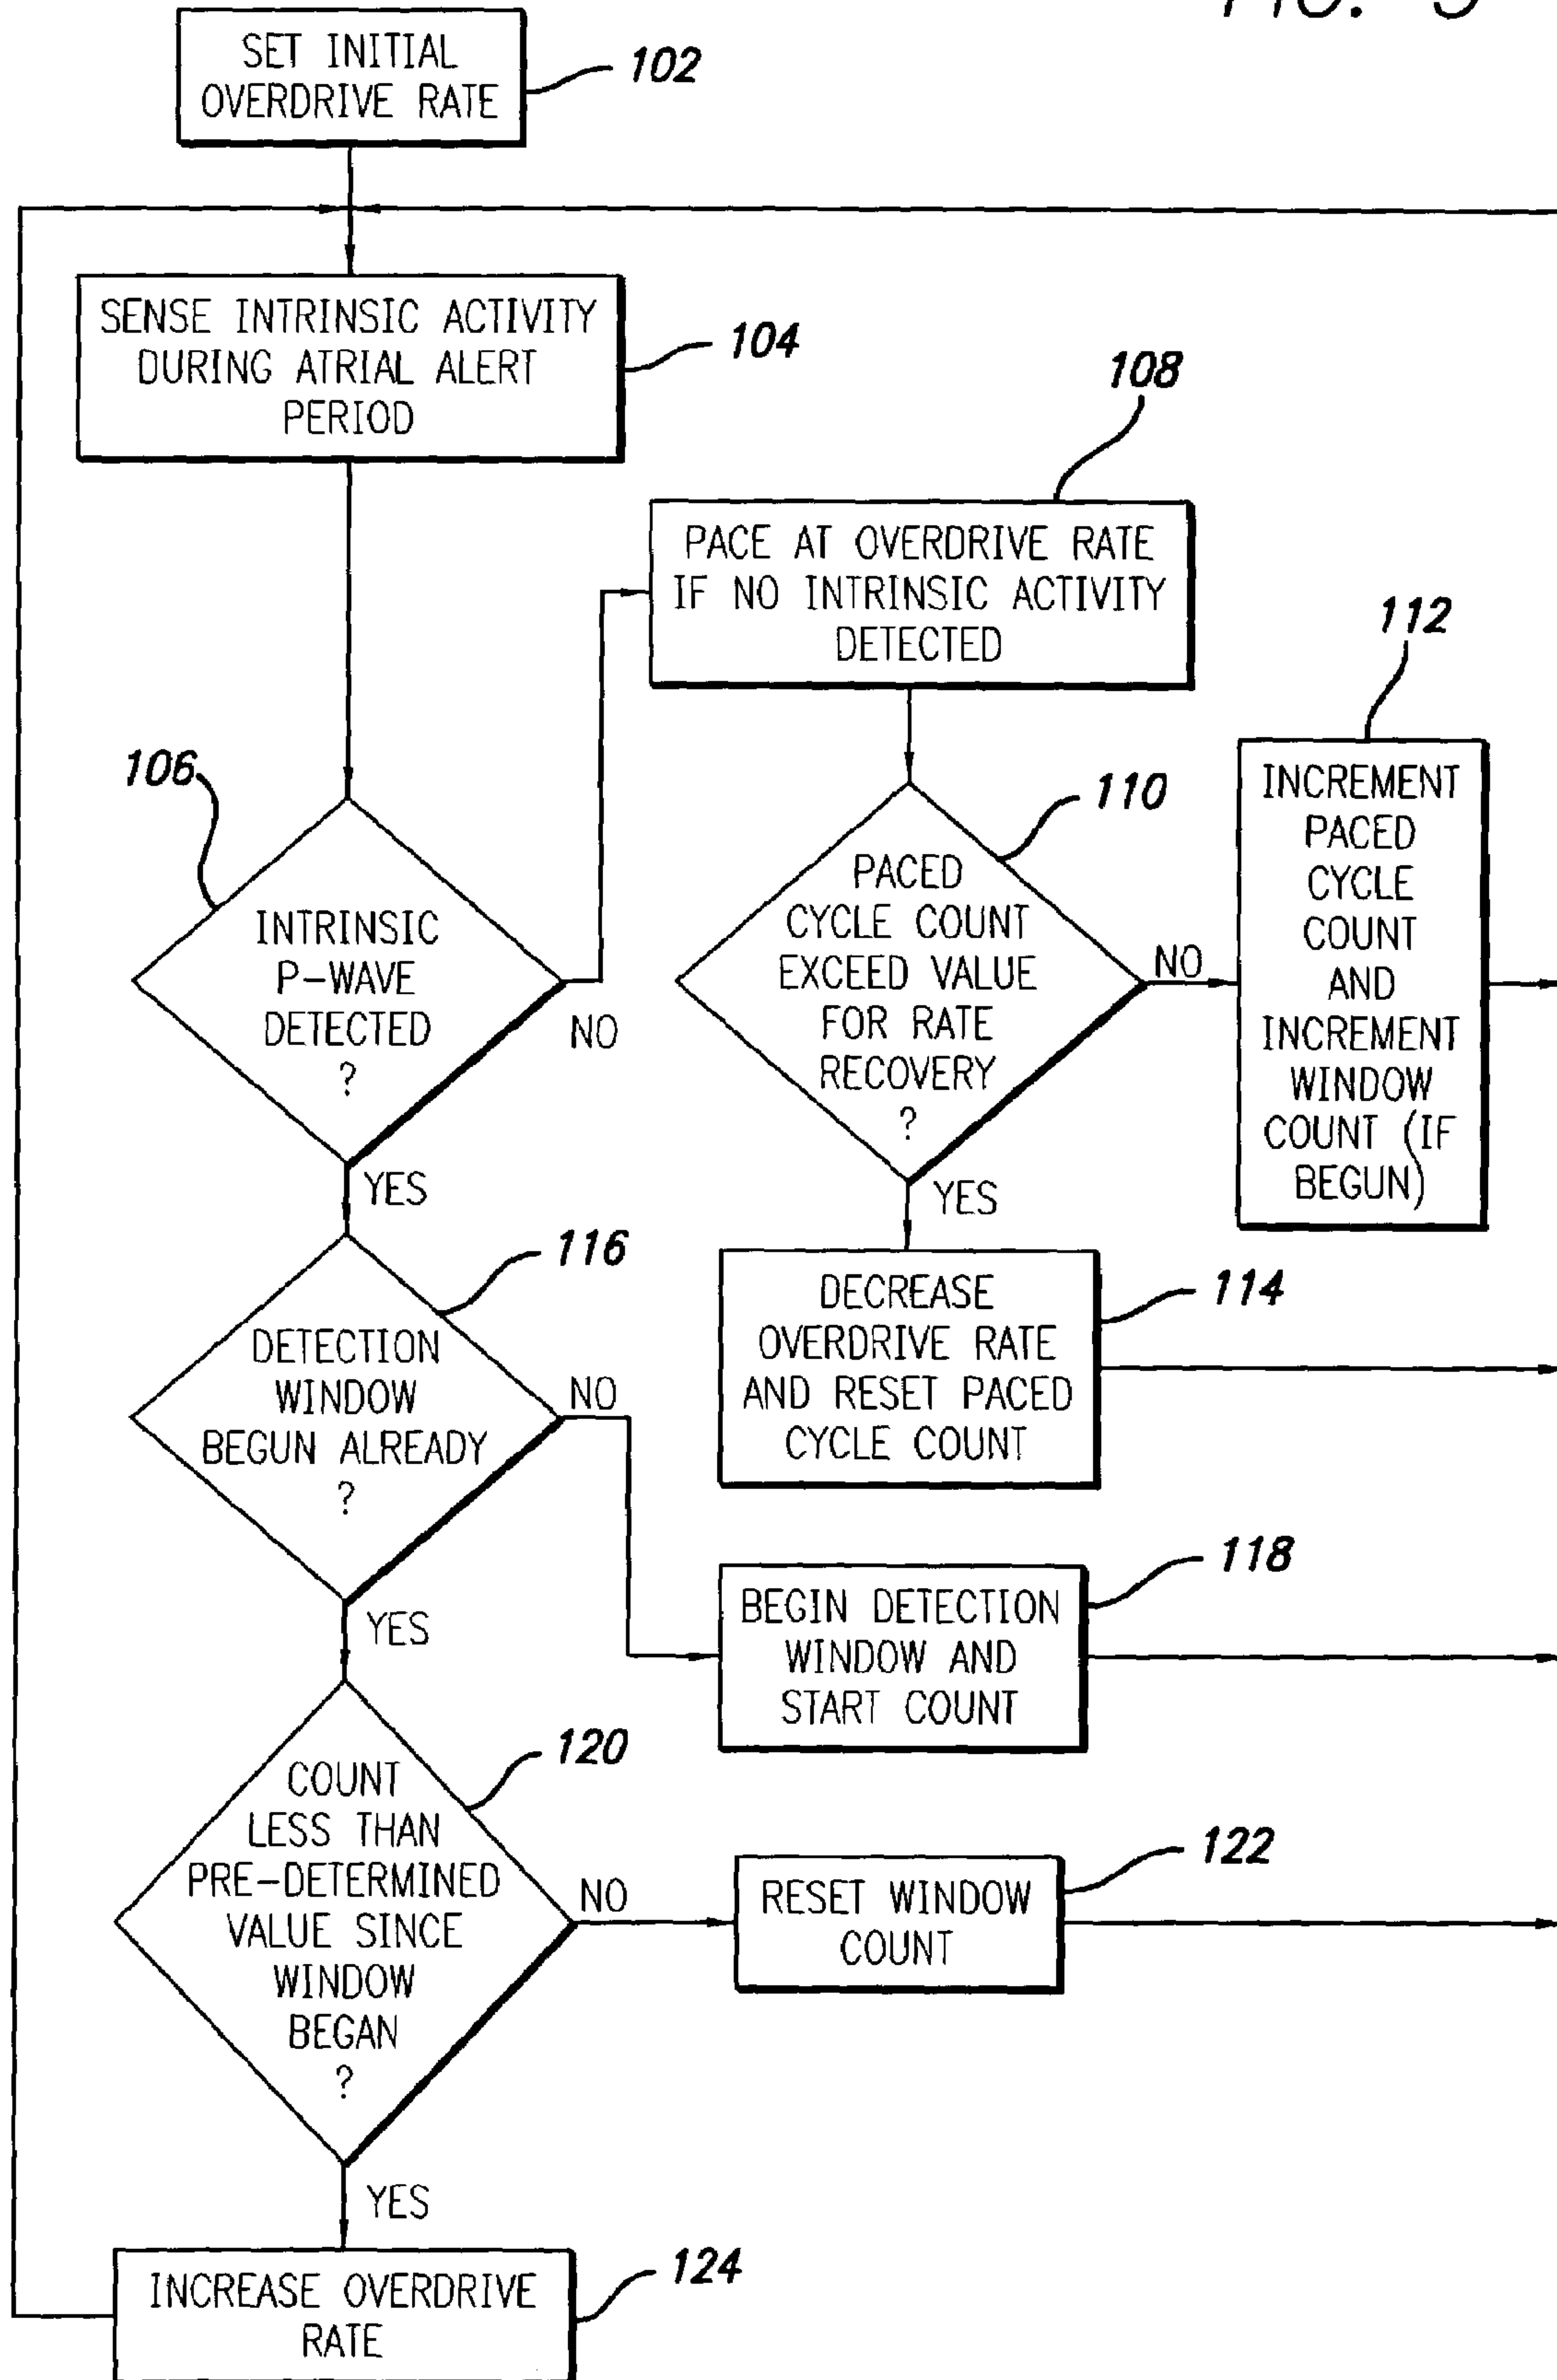 SET INITIAL
OVERDRIVE RATE
102
SENSE INTRINSIC ACTIVITY
DURING ATRIAL ALERT
PERIOD
104
108
PACE AT OVERDRIVE RATE
IF NO INTRINSIC ACTIVITY
DETECTED
112
INCREMENT
PACED
CYCLE
COUNT
AND
INCREMENT
WINDOW
COUNT (IF
BEGUN)
106
INTRINSIC
P-WAVE
DETECTED
?
NO
YES
110
PACED
CYCLE COUNT
EXCEED VALUE
FOR RATE
RECOVERY
?
NO
YES
116
DETECTION
WINDOW
BEGUN ALREADY
?
NO
YES
114
DECREASE
OVERDRIVE RATE
AND RESET PACED
CYCLE COUNT
118
BEGIN DETECTION
WINDOW AND
START COUNT
120
COUNT
LESS THAN
PRE-DETERMINED
VALUE SINCE
WINDOW
BEGAN
?
NO
YES
122
RESET WINDOW
COUNT
124
INCREASE OVERDRIVE
RATE